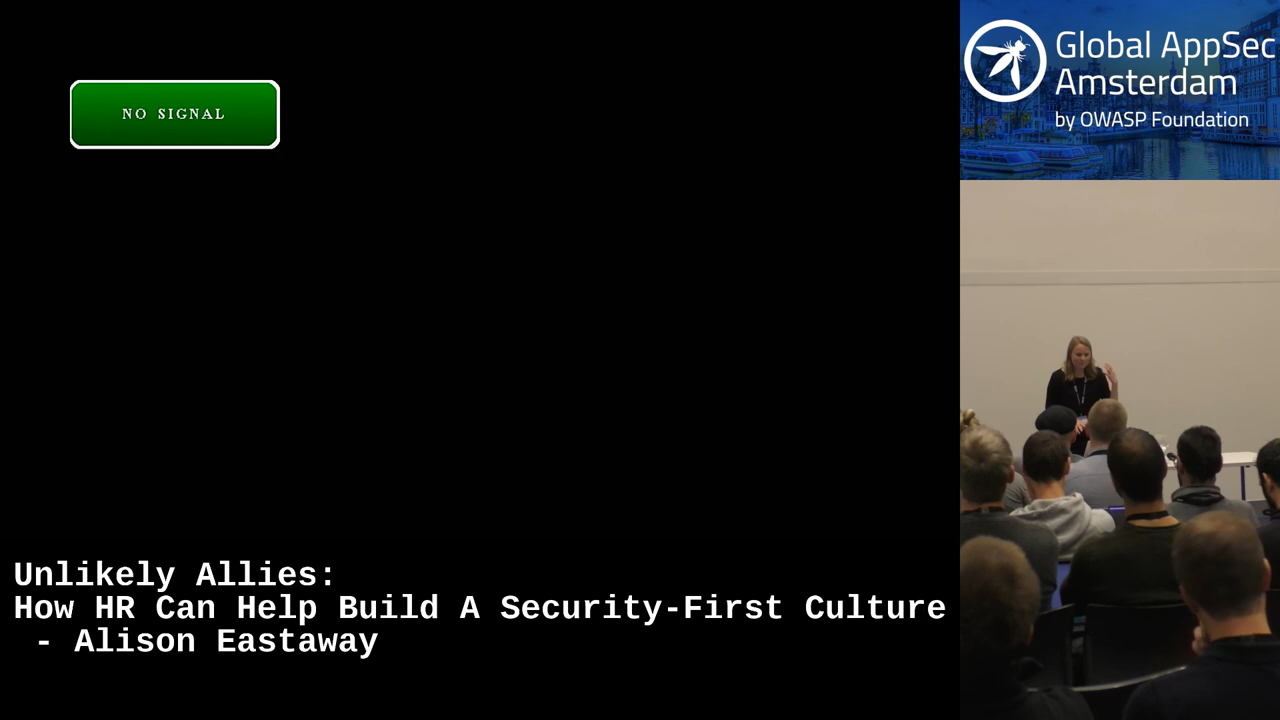 NO SIGNAL
Global AppSec
Amsterdam
by OWASP Foundation
Unlikely Allies:
How HR Can Help Build A Security-First Culture
- Alison Eastaway